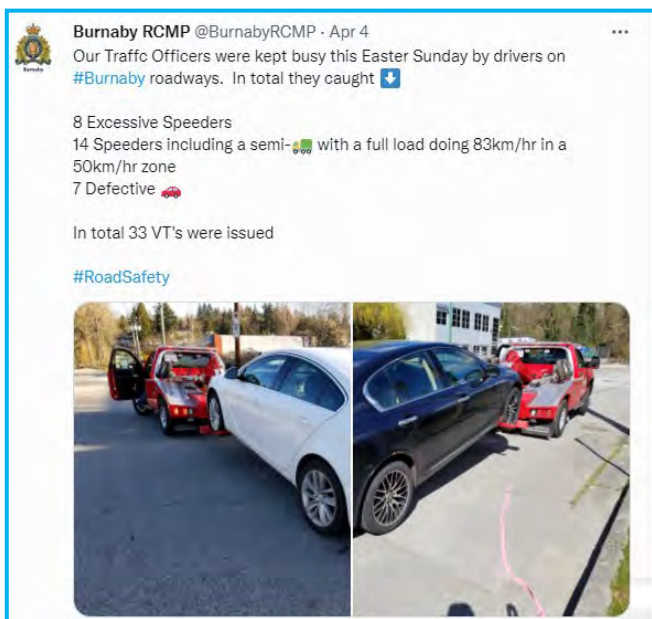 Burnaby
Burnaby RCMP @BurnabyRCMP · Apr 4
Our Traffc Officers were kept busy this Easter Sunday by drivers on
#Burnaby roadways. In total they caught ⬇️
8 Excessive Speeders
14 Speeders including a semi-🚛 with a full load doing 83km/hr in a
50km/hr zone
7 Defective 🚗
In total 33 VT's were issued
#RoadSafety